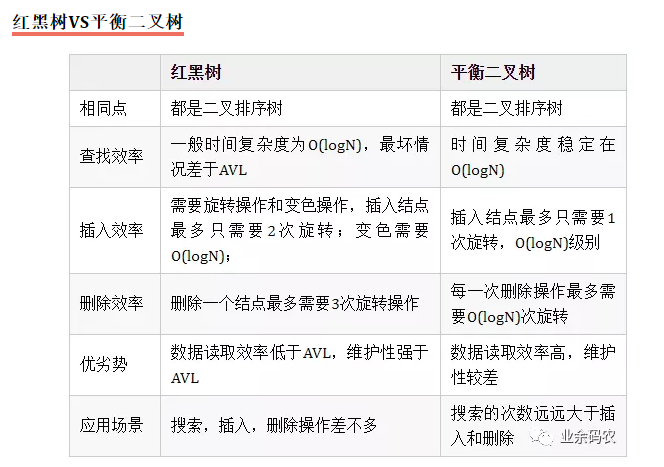 红黑树VS平衡二叉树
红黑树 平衡二叉树
相同点 都是二叉排序树 都是二叉排序树
查找效率 一般时间复杂度为O(logN)，最坏情 时间复杂度稳定在
况差于AVL O(logN)
需要旋转操作和变色操作，插入结点
插入效率 最多只需要2次旋转；变色需要 插入结点最多只需要1
O(logN)； 次旋转，O(logN)级别
删除效率 删除一个结点最多需要3次旋转操作 每一次删除操作最多需
要O(logN)次旋转
优劣势 数据读取效率低于AVL，维护性强于 数据读取效率高，维护
AVL 性较差
应用场景 搜索，插入，删除操作差不多 搜索的次数远远大于插
入和删除
业余码农